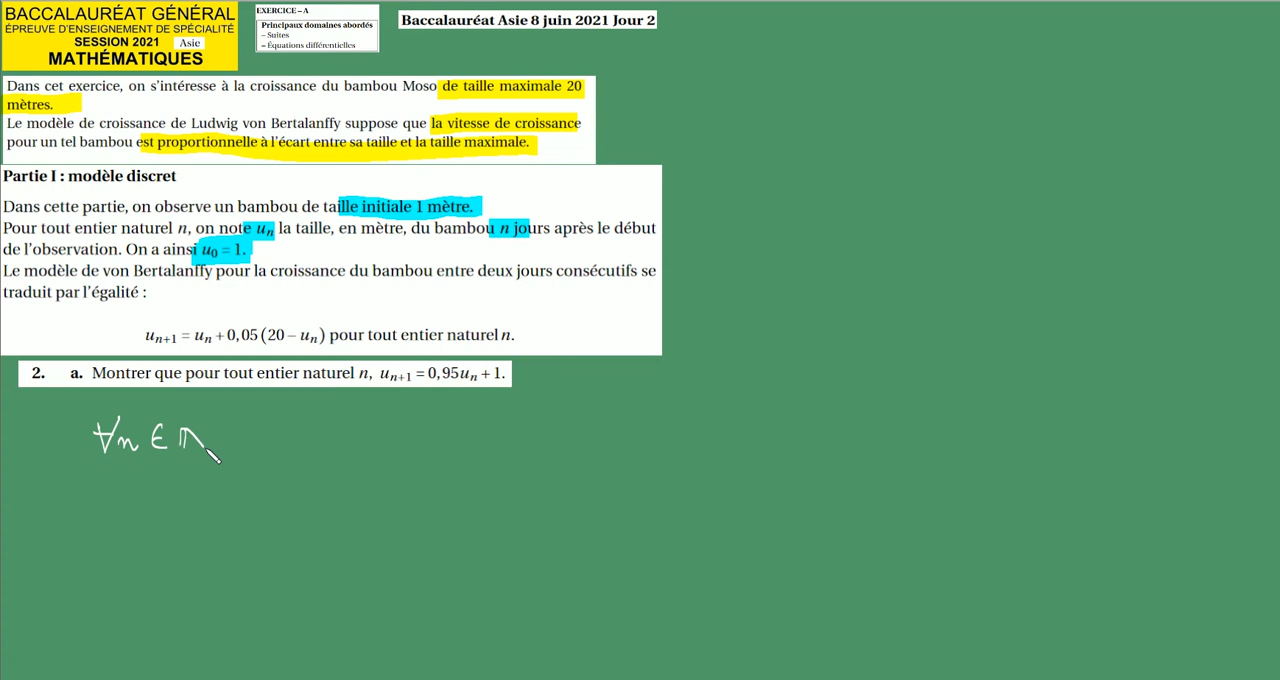 BACCALAURÉAT GÉNÉRAL
ÉPREUVE D'ENSEIGNEMENT DE SPÉCIALITÉ
SESSION 2021 Asie
MATHÉMATIQUES
EXERCICE – A
Principaux domaines abordés
– Suites
– Équations différentielles
Baccalauréat Asie 8 juin 2021 Jour 2
Dans cet exercice, on s'intéresse à la croissance du bambou Moso de taille maximale 20
mètres.
Le modèle de croissance de Ludwig von Bertalanffy suppose que la vitesse de croissance
pour un tel bambou est proportionnelle à l'écart entre sa taille et la taille maximale.
Partie I : modèle discret
Dans cette partie, on observe un bambou de taille initiale 1 mètre.
Pour tout entier naturel n, on note uₙ la taille, en mètre, du bambou n jours après le début
de l'observation. On a ainsi u₀ = 1.
Le modèle de von Bertalanffy pour la croissance du bambou entre deux jours consécutifs se
traduit par l'égalité :
uₙ₊₁ = uₙ + 0,05 (20 – uₙ) pour tout entier naturel n.
2. a. Montrer que pour tout entier naturel n, uₙ₊₁ = 0,95uₙ + 1.
∀n ∈